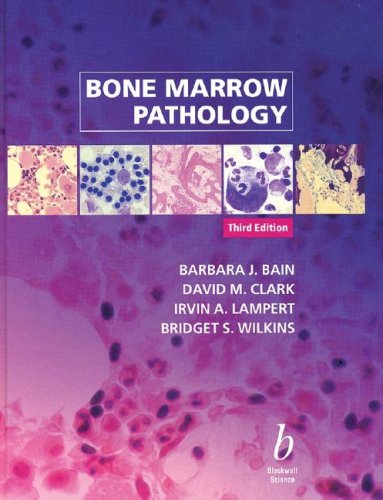 BONE MARROW
PATHOLOGY
Third Edition
BARBARA J. BAIN
DAVID M. CLARK
IRVIN A. LAMPERT
BRIDGET S. WILKINS
b
Blackwell
Science